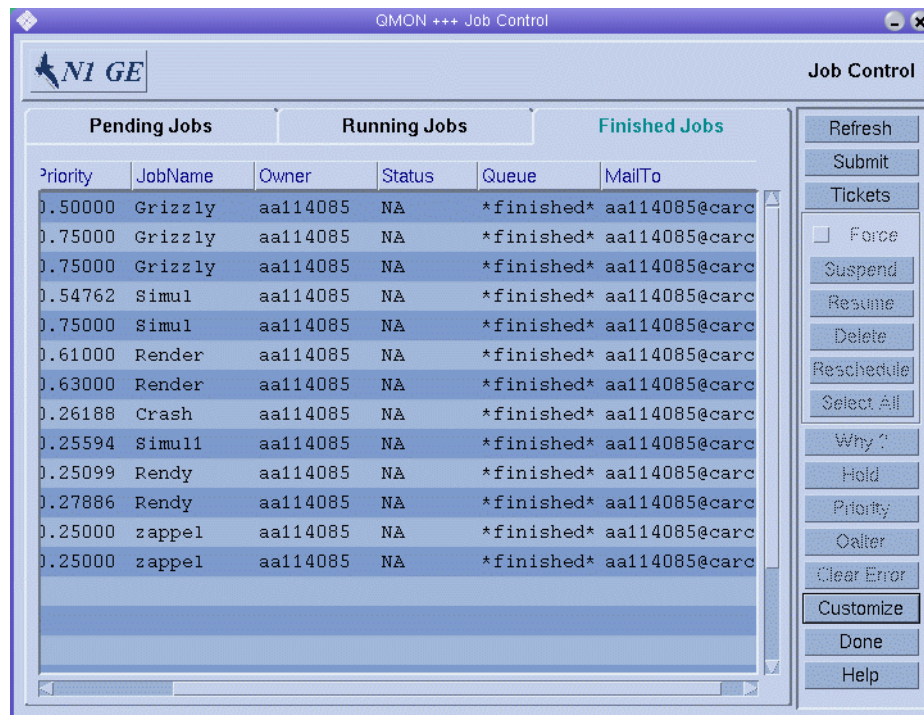 QMON +++ Job Control
N1 GE
Job Control
Pending Jobs Running Jobs Finished Jobs
Priority JobName Owner Status Queue MailTo
0.50000 Grizzly aa114085 NA *finished* aa114085@carc
0.75000 Grizzly aa114085 NA *finished* aa114085@carc
0.75000 Grizzly aa114085 NA *finished* aa114085@carc
0.54762 Simul aa114085 NA *finished* aa114085@carc
0.75000 Simul aa114085 NA *finished* aa114085@carc
0.61000 Render aa114085 NA *finished* aa114085@carc
0.63000 Render aa114085 NA *finished* aa114085@carc
0.26188 Crash aa114085 NA *finished* aa114085@carc
0.25594 Simul1 aa114085 NA *finished* aa114085@carc
0.25099 Rendy aa114085 NA *finished* aa114085@carc
0.27886 Rendy aa114085 NA *finished* aa114085@carc
0.25000 zappel aa114085 NA *finished* aa114085@carc
0.25000 zappel aa114085 NA *finished* aa114085@carc
Refresh
Submit
Tickets
Force
Suspend
Resume
Delete
Reschedule
Select All
Why ?
Hold
Priority
Qalter
Clear Error
Customize
Done
Help